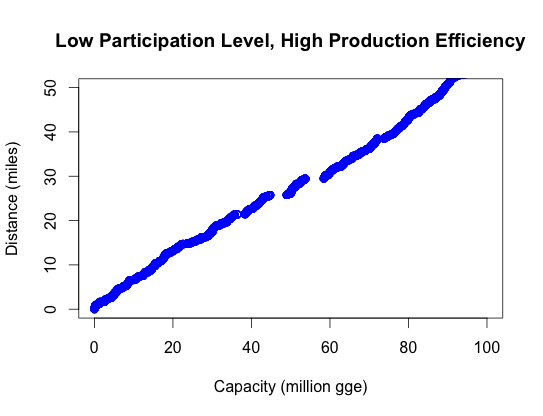 Low Participation Level, High Production Efficiency
50
40
30
20
10
0
Distance (miles)
0 20 40 60 80 100
Capacity (million gge)